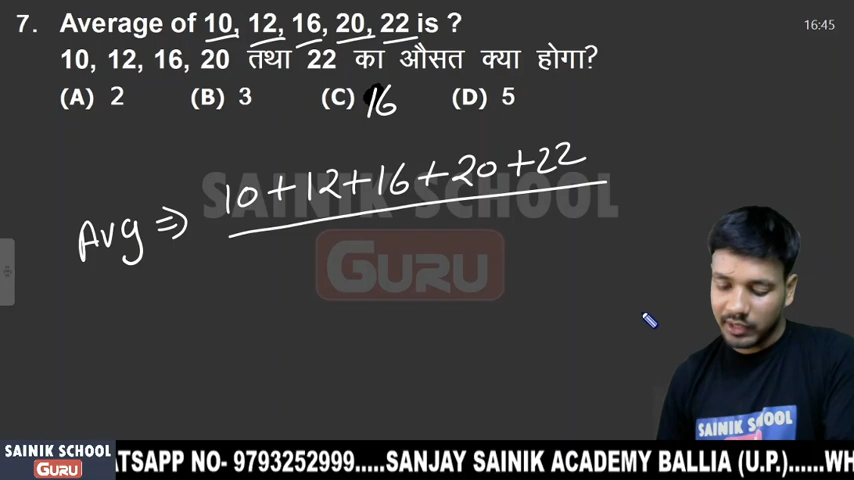 7. Average of 10, 12, 16, 20, 22 is ?
16:45
10, 12, 16, 20 तथा 22 का औसत क्या होगा?
(A) 2 (B) 3 (C) 16 (D) 5
Avg ⇒ 10+12+16+20+22
SAINIK SCHOOL
GURU
SAINIK SCHOOL
GURU
SAINIK SCHOOL
GURU
ATSAPP NO- 9793252999.....SANJAY SAINIK ACADEMY BALLIA (U.P.)......WH